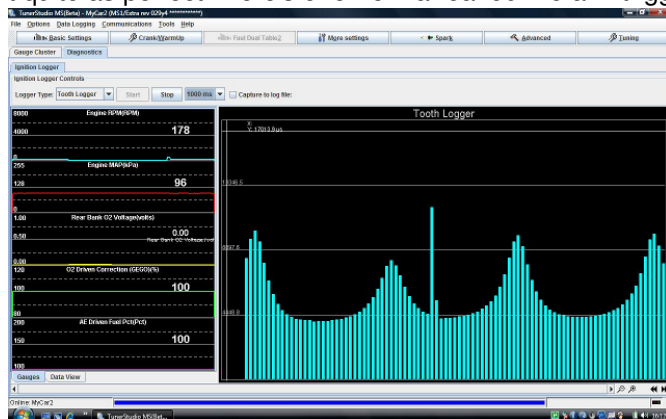 TunerStudio MS(Beta) - MyCar2 (MS1/Extra rev 029y4 ************)
File Options Data Logging Communications Tools Help
Basic Settings Crank/WarmUp Fast Dual Table2 More settings Spark Advanced Tuning
Gauge Cluster Diagnostics
Ignition Logger
Ignition Logger Controls
Logger Type: Tooth Logger Start Stop 1000 ms Capture to log file:
8000 Engine RPM(RPM)
4000 178
0
255 Engine MAP(kPa)
128 96
0
1.00 Rear Bank O2 Voltage(volts)
0.50 0.00
0.00
120 O2 Driven Correction (GEGO)(%)
100 100
80
200 AE Driven Fuel Pct(Pct)
150 100
100
Tooth Logger
X:
Gauges Data View
Online: MyCar2
TunerStudio MS(Bet...